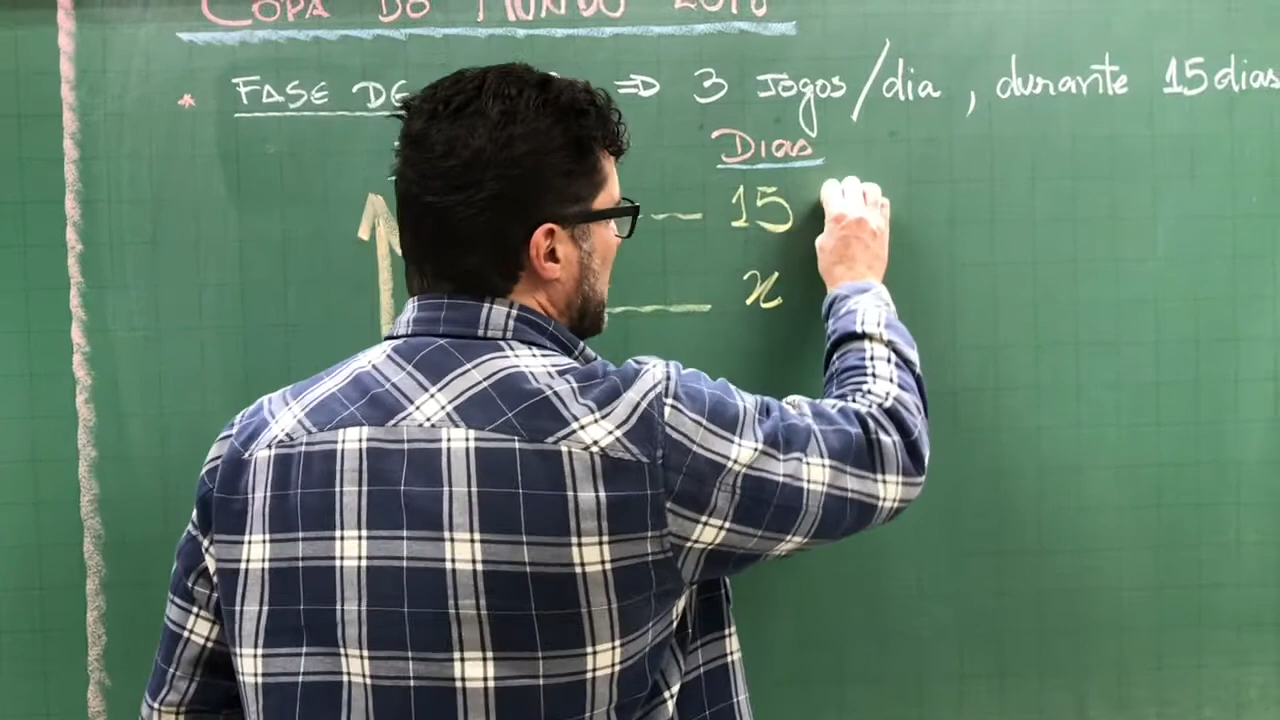 COPA DO MUNDO 2018
* FASE DE ⇒ 3 Jogos/dia, durante 15 dias
Dias
15
x